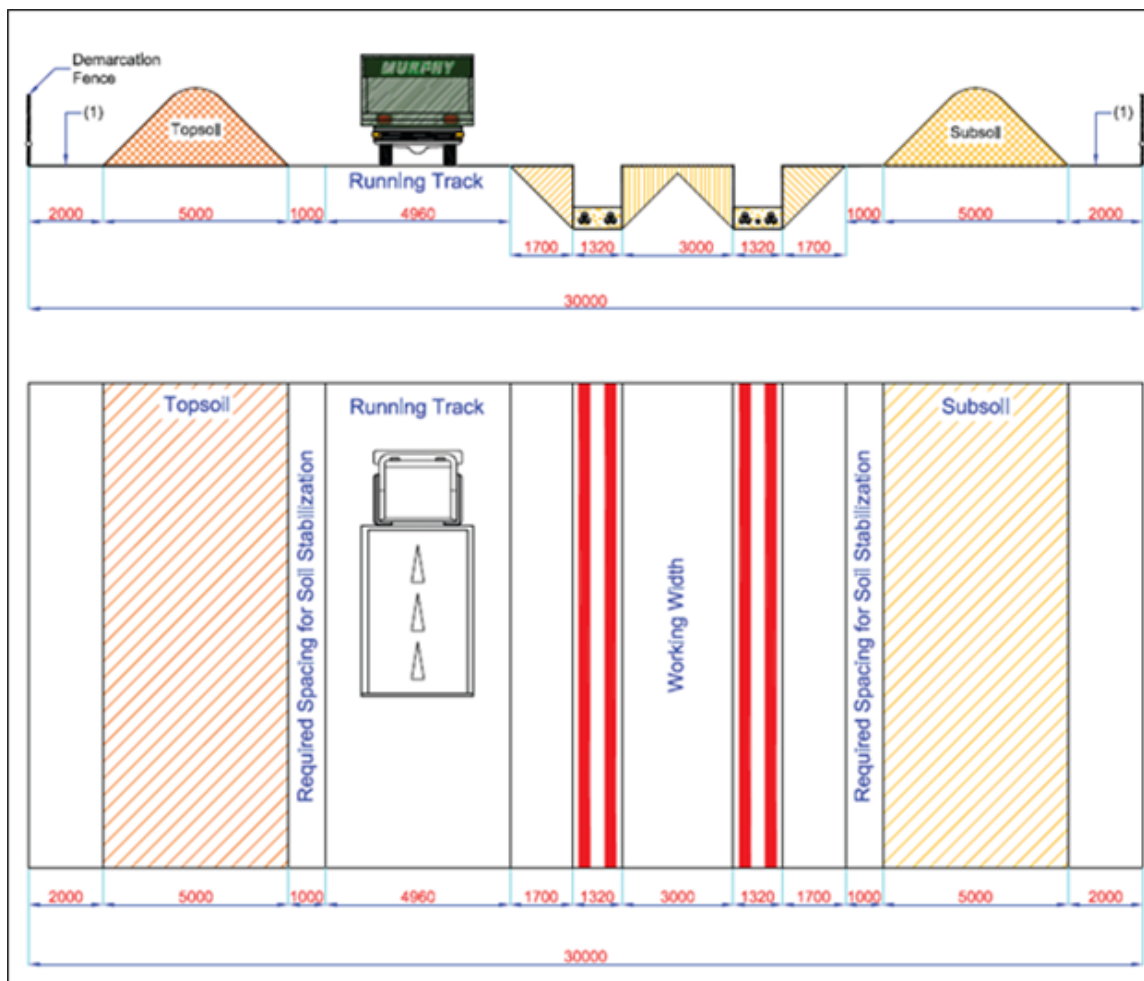 Demarcation
Fence
(1)
Topsoil
MURPHY
Subsoil
(1)
Running Track
2000
5000
1000
4960
1700
1320
3000
1320
1700
1000
5000
2000
30000
Topsoil
Running Track
Subsoil
Required Spacing for Soil Stabilization
Working Width
Required Spacing for Soil Stabilization
2000
5000
1000
4960
1700
1320
3000
1320
1700
1000
5000
2000
30000